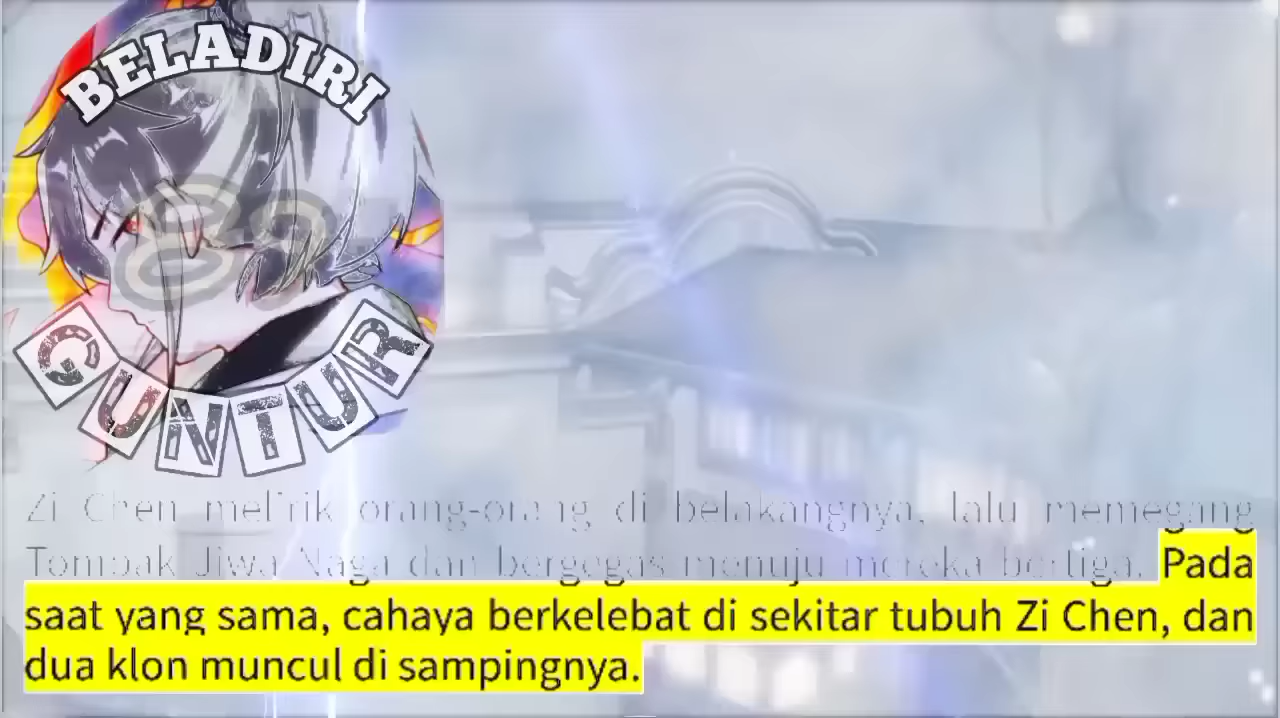 BELADIRI
GUNTUR
Zi Chen melirik orang-orang di belakangnya, lalu memegang
Tombak Jiwa Naga dan bergegas menuju mereka bertiga. Pada
saat yang sama, cahaya berkelebat di sekitar tubuh Zi Chen, dan
dua klon muncul di sampingnya.